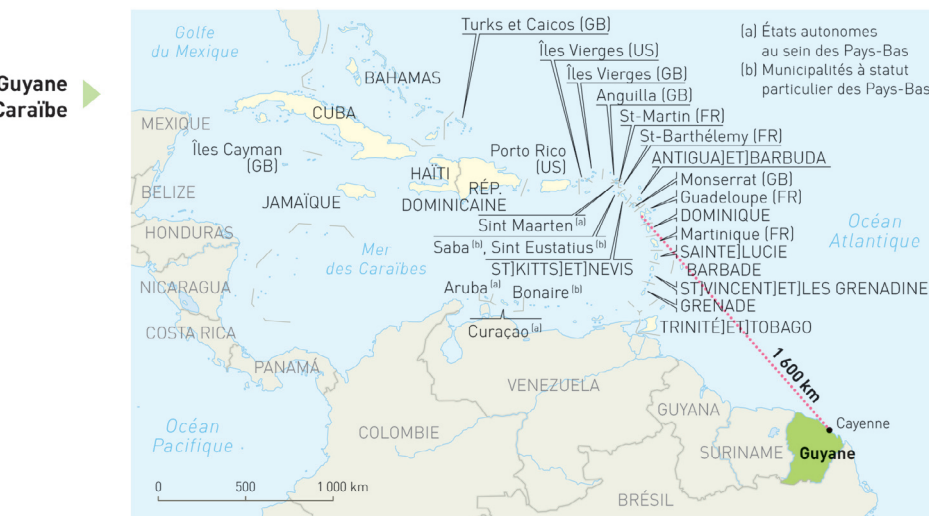 Guyane
Caraïbe
Golfe
du Mexique
Turks et Caicos (GB)
Îles Vierges (US)
Îles Vierges (GB)
Anguilla (GB)
St-Martin (FR)
St-Barthélemy (FR)
ANTIGUA]ET]BARBUDA
Monserrat (GB)
Guadeloupe (FR)
DOMINIQUE
Martinique (FR)
SAINTE]LUCIE
BARBADE
ST]VINCENT]ET]LES GRENADINE
GRENADE
TRINITÉ]ET]TOBAGO
(a) États autonomes
au sein des Pays-Bas
(b) Municipalités à statut
particulier des Pays-Bas
BAHAMAS
CUBA
MEXIQUE
Îles Cayman
(GB)
Porto Rico
(US)
HAÏTI
RÉP.
DOMINICAINE
BELIZE
JAMAÏQUE
Sint Maarten (a)
HONDURAS
Saba (b), Sint Eustatius (b)
Mer
des Caraïbes
ST]KITTS]ET]NEVIS
Océan
Atlantique
NICARAGUA
Aruba (a)
Bonaire (b)
Curaçao (a)
COSTA RICA
PANAMÁ
1 600 km
VENEZUELA
GUYANA
Cayenne
Océan
Pacifique
COLOMBIE
SURINAME
Guyane
BRÉSIL
0 500 1 000 km